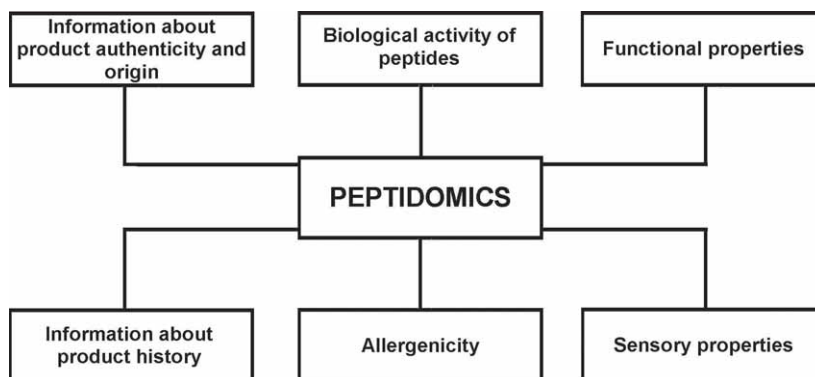 Information about
product authenticity and
origin
Biological activity of
peptides
Functional properties
PEPTIDOMICS
Information about
product history
Allergenicity
Sensory properties